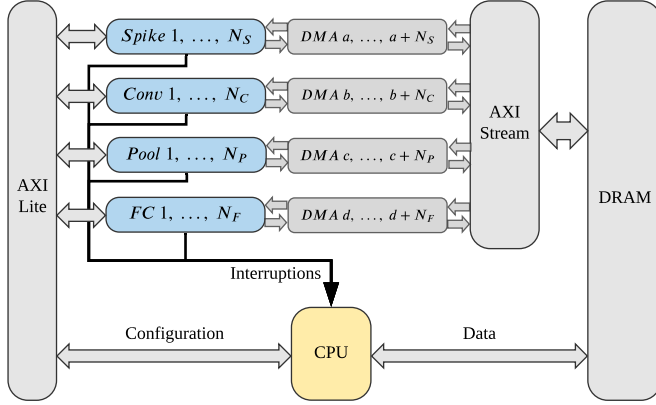 Spike 1, ..., N_S
DMA a, ..., a + N_S
Conv 1, ..., N_C
DMA b, ..., b + N_C
AXI
Stream
Pool 1, ..., N_P
DMA c, ..., c + N_P
AXI
Lite
DRAM
FC 1, ..., N_F
DMA d, ..., d + N_F
Interruptions
Configuration
CPU
Data